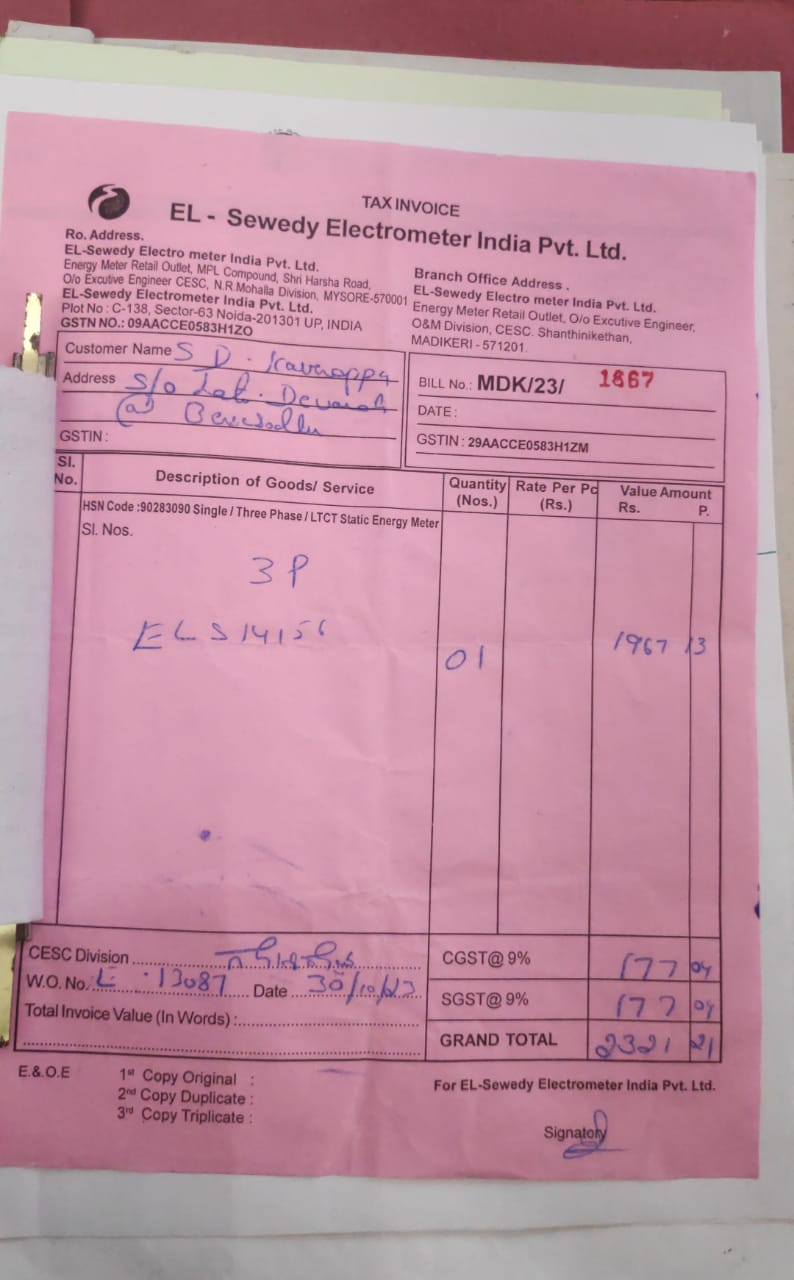 TAX INVOICE
EL - Sewedy Electrometer India Pvt. Ltd.
Ro. Address.
EL-Sewedy Electro meter India Pvt. Ltd.
Energy Meter Retail Outlet, MPL Compound, Shri Harsha Road,
O/o Excutive Engineer CESC, N.R.Mohalla Division, MYSORE-570001
EL-Sewedy Electrometer India Pvt. Ltd.
Plot No : C-138, Sector-63 Noida-201301 UP, INDIA
GSTN NO.: 09AACCE0583H1ZO
Branch Office Address .
EL-Sewedy Electro meter India Pvt. Ltd.
Energy Meter Retail Outlet, O/o Excutive Engineer,
O&M Division, CESC. Shanthinikethan,
MADIKERI - 571201.
Customer Name S D.
Address S/o Lat.
@
GSTIN :
BILL No.: MDK/23/ 1867
DATE :
GSTIN : 29AACCE0583H1ZM
Sl. No. Description of Goods/ Service Quantity (Nos.) Rate Per Pc (Rs.) Value Amount Rs. P.
HSN Code :90283090 Single / Three Phase / LTCT Static Energy Meter
Sl. Nos.
3 P
ELS14156 01 1967 13
CESC Division
CGST@ 9% 177 04
W.O. No. E 13087 Date 30/10/23
SGST@ 9% 177 04
Total Invoice Value (In Words) :
GRAND TOTAL 2321 21
E.& O.E
1st Copy Original :
2nd Copy Duplicate :
3rd Copy Triplicate :
For EL-Sewedy Electrometer India Pvt. Ltd.
Signatory